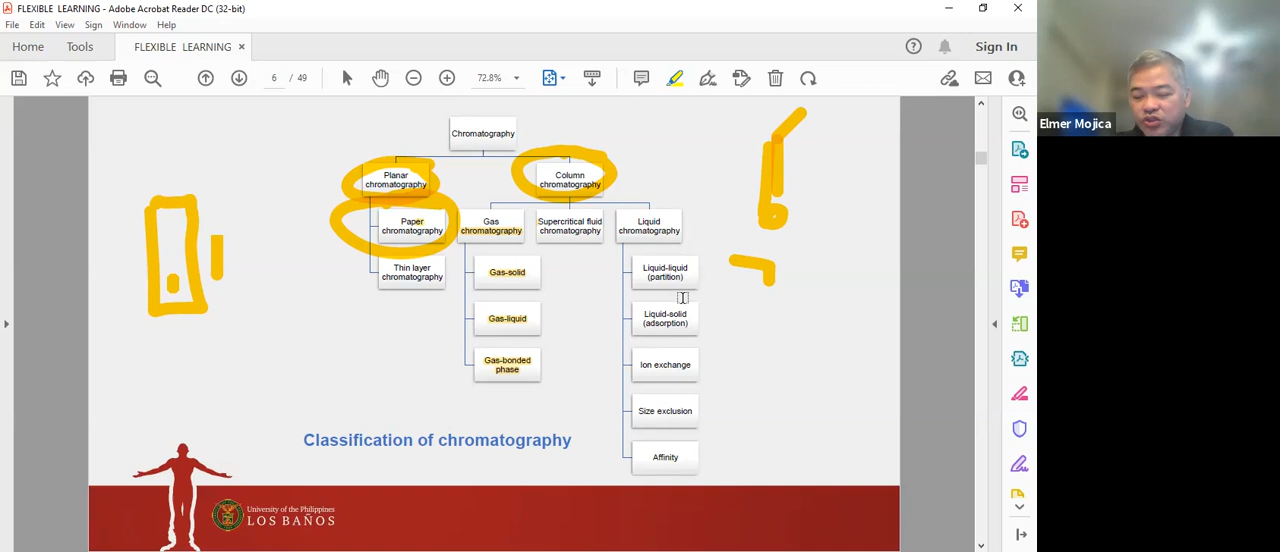 FLEXIBLE LEARNING - Adobe Acrobat Reader DC (32-bit)
File Edit View Sign Window Help
Home Tools FLEXIBLE LEARNING × Sign In
6 / 49 72.8%
Elmer Mojica
Chromatography
Planar
chromatography
Column
chromatography
Paper
chromatography
Gas
chromatography
Supercritical fluid
chromatography
Liquid
chromatography
Thin layer
chromatography
Gas-solid
Liquid-liquid
(partition)
Gas-liquid
Liquid-solid
(adsorption)
Gas-bonded
phase
Ion exchange
Size exclusion
Affinity
Classification of chromatography
University of the Philippines
LOS BAÑOS